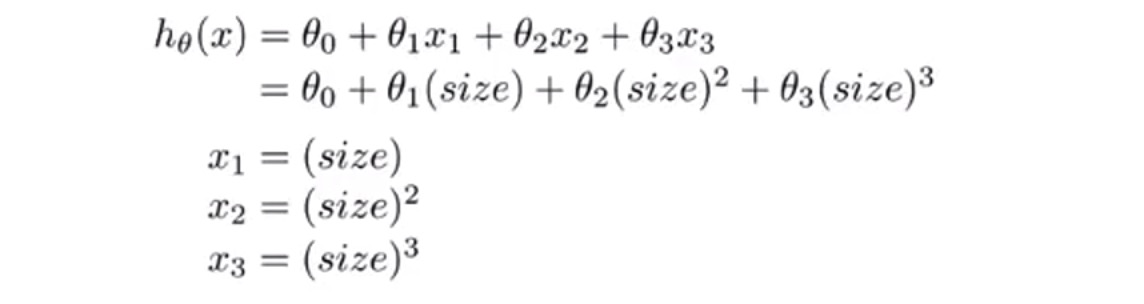 h_θ(x) = θ₀ + θ₁x₁ + θ₂x₂ + θ₃x₃
= θ₀ + θ₁(size) + θ₂(size)² + θ₃(size)³
x₁ = (size)
x₂ = (size)²
x₃ = (size)³